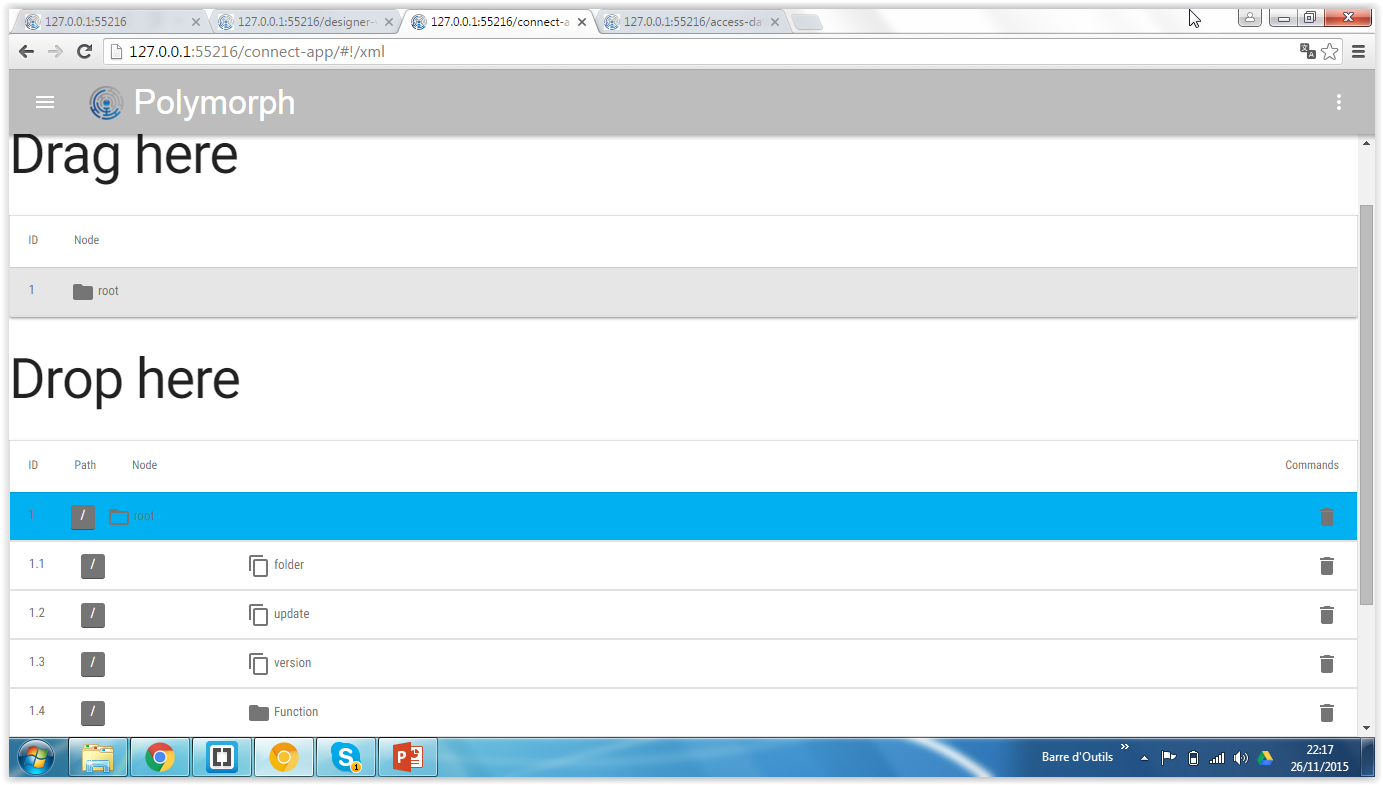 127.0.0.1:55216
127.0.0.1:55216/designer-
127.0.0.1:55216/connect-a
127.0.0.1:55216/access-da
127.0.0.1:55216/connect-app/#!/xml
Polymorph
Drag here
ID Node
1 root
Drop here
ID Path Node Commands
1 / root
1.1 / folder
1.2 / update
1.3 / version
1.4 / Function
Barre d'Outils »
22:17
26/11/2015
1